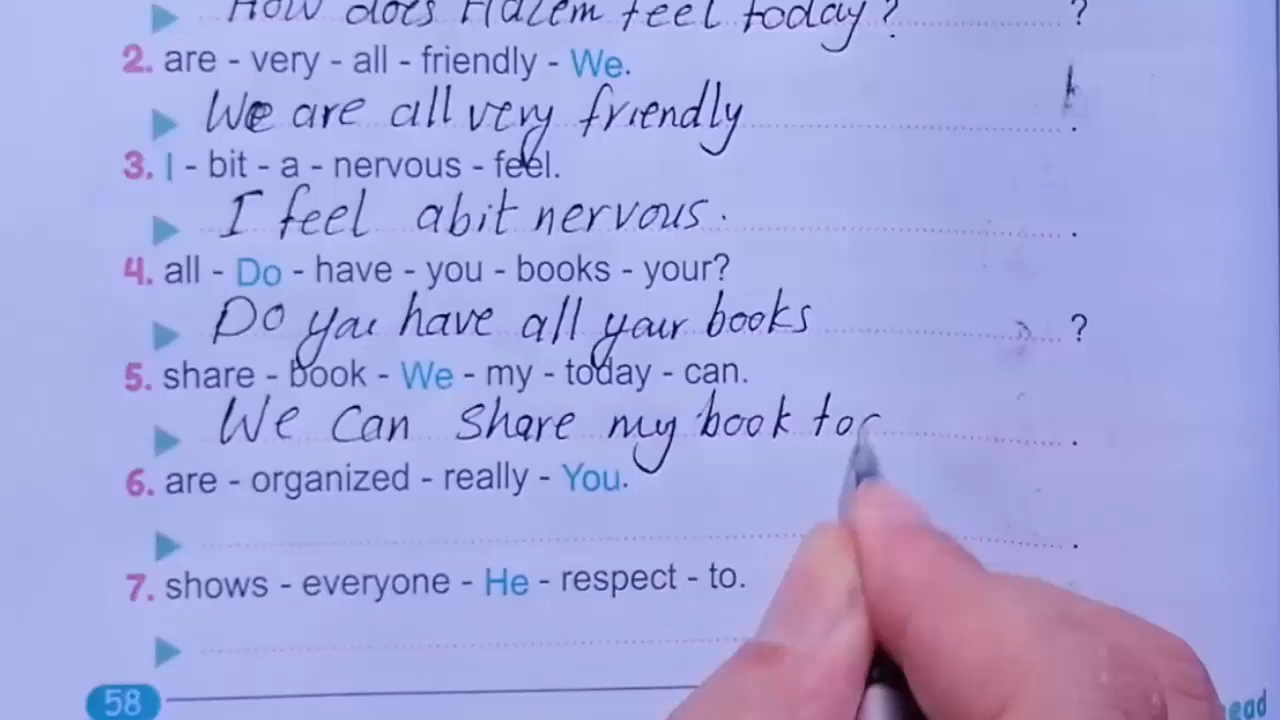 How does Hazem feel today? ?
2. are - very - all - friendly - We.
We are all very friendly .
3. I - bit - a - nervous - feel.
I feel abit nervous. .
4. all - Do - have - you - books - your?
Do you have all your books ?
5. share - book - We - my - today - can.
We can share my book tod .
6. are - organized - really - You.
.
7. shows - everyone - He - respect - to.
58
ead